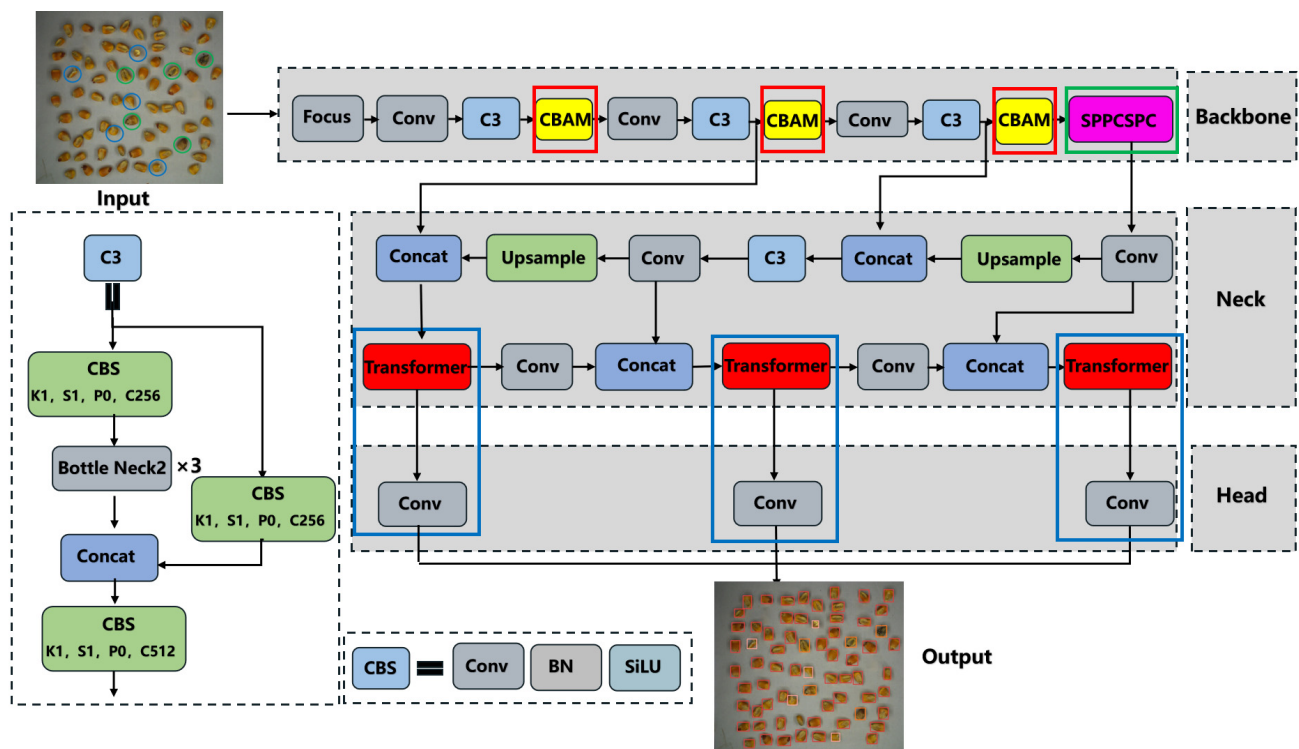 Input
Focus
Conv
C3
CBAM
Conv
C3
CBAM
Conv
C3
CBAM
SPPCSPC
Backbone
Concat
Upsample
Conv
C3
Concat
Upsample
Conv
Neck
Transformer
Conv
Concat
Transformer
Conv
Concat
Transformer
Conv
Conv
Conv
Head
C3
CBS
K1, S1, P0, C256
Bottle Neck2 ×3
CBS
K1, S1, P0, C256
Concat
CBS
K1, S1, P0, C512
CBS
Conv
BN
SiLU
Output